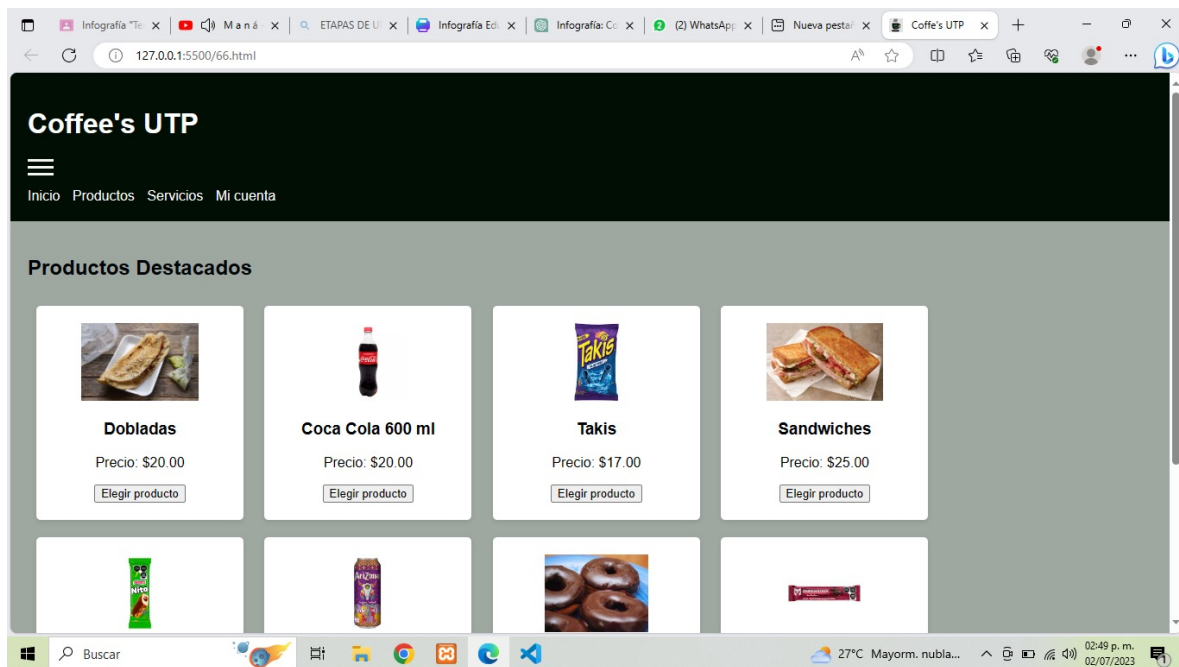 Infografía "Te
M a n á
ETAPAS DE U
Infografía Edu
Infografía: Co
(2) WhatsApp
Nueva pestañ
Coffe's UTP
127.0.0.1:5500/66.html
Coffee's UTP
Inicio Productos Servicios Mi cuenta
Productos Destacados
Takis
Dobladas
Coca Cola 600 ml
Takis
Sandwiches
Precio: $20.00
Precio: $20.00
Precio: $17.00
Precio: $25.00
Elegir producto
Elegir producto
Elegir producto
Elegir producto
Nito
AriZona
Buscar
27°C Mayorm. nubla...
02:49 p. m.
02/07/2023